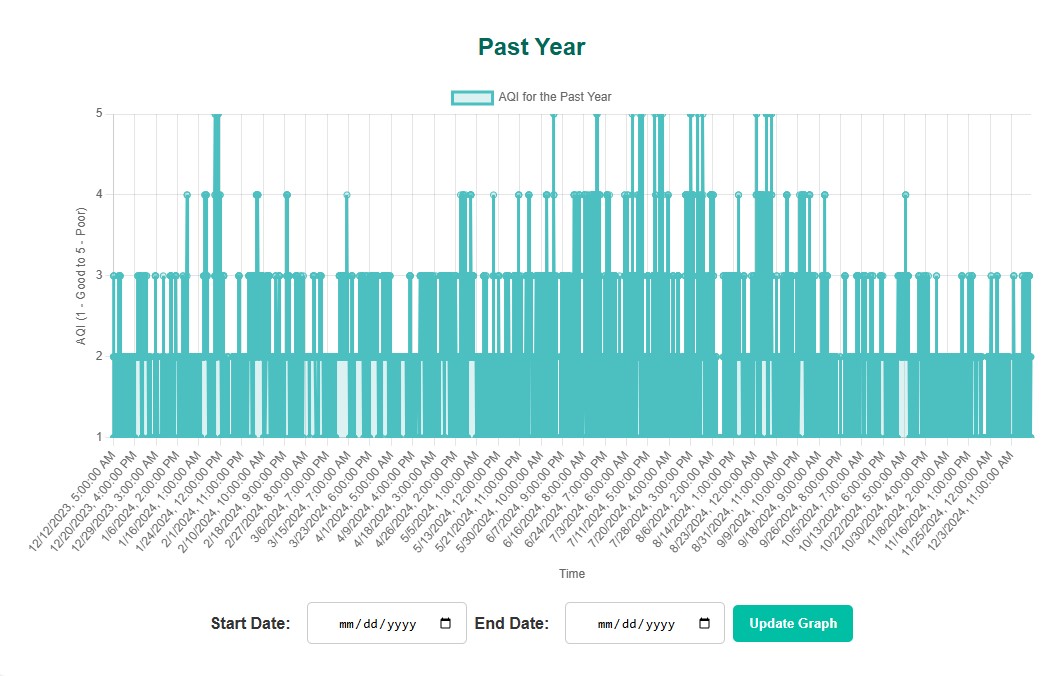 Past Year
AQI for the Past Year
5
4
3
2
1
AQI (1 - Good to 5 - Poor)
12/12/2023, 5:00:00 AM
12/20/2023, 4:00:00 PM
12/29/2023, 3:00:00 AM
1/16/2024, 2:00:00 PM
1/16/2024, 1:00:00 AM
1/24/2024, 12:00:00 PM
2/1/2024, 11:00:00 PM
2/10/2024, 10:00:00 AM
2/18/2024, 9:00:00 PM
2/27/2024, 8:00:00 AM
3/6/2024, 7:00:00 PM
3/15/2024, 7:00:00 AM
3/23/2024, 6:00:00 PM
4/1/2024, 5:00:00 AM
4/9/2024, 4:00:00 PM
4/18/2024, 3:00:00 AM
4/26/2024, 2:00:00 PM
5/5/2024, 1:00:00 AM
5/13/2024, 12:00:00 PM
5/21/2024, 11:00:00 PM
5/30/2024, 10:00:00 AM
6/7/2024, 9:00:00 PM
6/16/2024, 8:00:00 AM
6/24/2024, 7:00:00 PM
7/3/2024, 6:00:00 AM
7/11/2024, 5:00:00 PM
7/20/2024, 4:00:00 AM
7/28/2024, 3:00:00 PM
8/6/2024, 2:00:00 AM
8/14/2024, 1:00:00 PM
8/23/2024, 12:00:00 AM
8/31/2024, 11:00:00 AM
9/9/2024, 10:00:00 PM
9/18/2024, 9:00:00 AM
9/26/2024, 8:00:00 PM
10/5/2024, 7:00:00 AM
10/13/2024, 6:00:00 PM
10/22/2024, 5:00:00 AM
10/30/2024, 4:00:00 PM
11/8/2024, 2:00:00 AM
11/16/2024, 1:00:00 PM
11/25/2024, 12:00:00 AM
12/3/2024, 11:00:00 AM
Time
Start Date: mm/dd/yyyy End Date: mm/dd/yyyy Update Graph